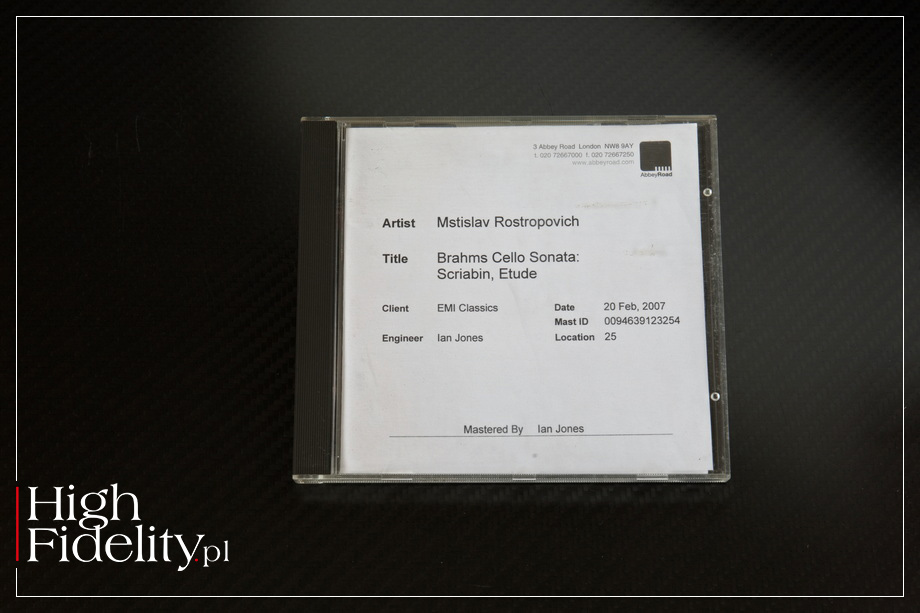 3 Abbey Road London NW8 9AY
t. 020 72667000 f. 020 72667250
www.abbeyroad.com
AbbeyRoad
Artist Mstislav Rostropovich
Title Brahms Cello Sonata:
Scriabin, Etude
Client EMI Classics Date 20 Feb, 2007
Mast ID 0094639123254
Engineer Ian Jones Location 25
Mastered By Ian Jones
High
Fidelity.pl